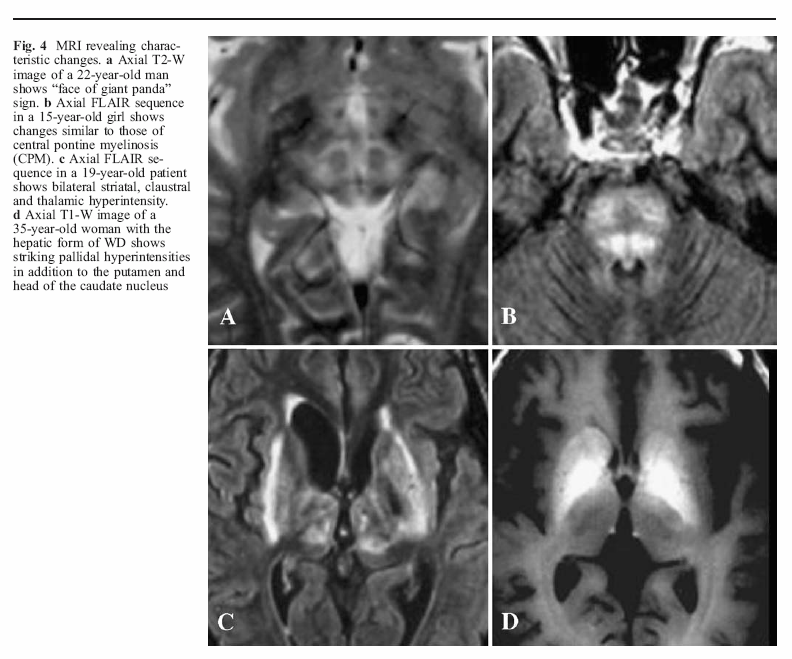 Fig. 4 MRI revealing charac-
teristic changes. a Axial T2-W
image of a 22-year-old man
shows “face of giant panda”
sign. b Axial FLAIR sequence
in a 15-year-old girl shows
changes similar to those of
central pontine myelinosis
(CPM). c Axial FLAIR se-
quence in a 19-year-old patient
shows bilateral striatal, claustral
and thalamic hyperintensity.
d Axial T1-W image of a
35-year-old woman with the
hepatic form of WD shows
striking pallidal hyperintensities
in addition to the putamen and
head of the caudate nucleus
A
B
C
D